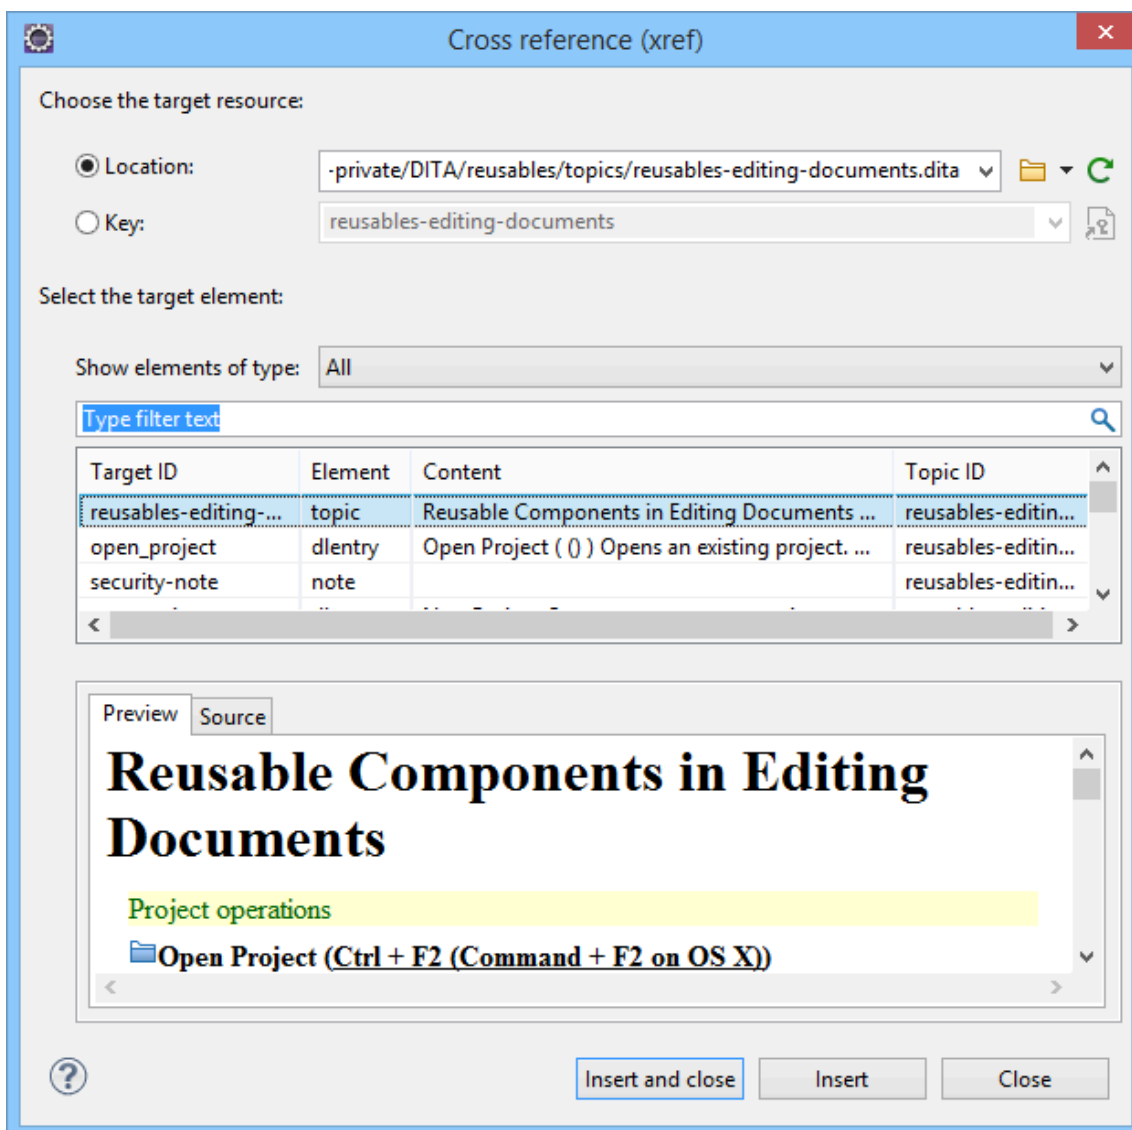 Cross reference (xref)
Choose the target resource:
Location: -private/DITA/reusables/topics/reusables-editing-documents.dita
Key: reusables-editing-documents
Select the target element:
Show elements of type: All
Type filter text
Target ID Element Content Topic ID
reusables-editing-... topic Reusable Components in Editing Documents ... reusables-editin...
open_project dlentry Open Project ( () ) Opens an existing project. ... reusables-editin...
security-note note reusables-editin...
Preview Source
Reusable Components in Editing
Documents
Project operations
Open Project (Ctrl + F2 (Command + F2 on OS X))
Insert and close Insert Close